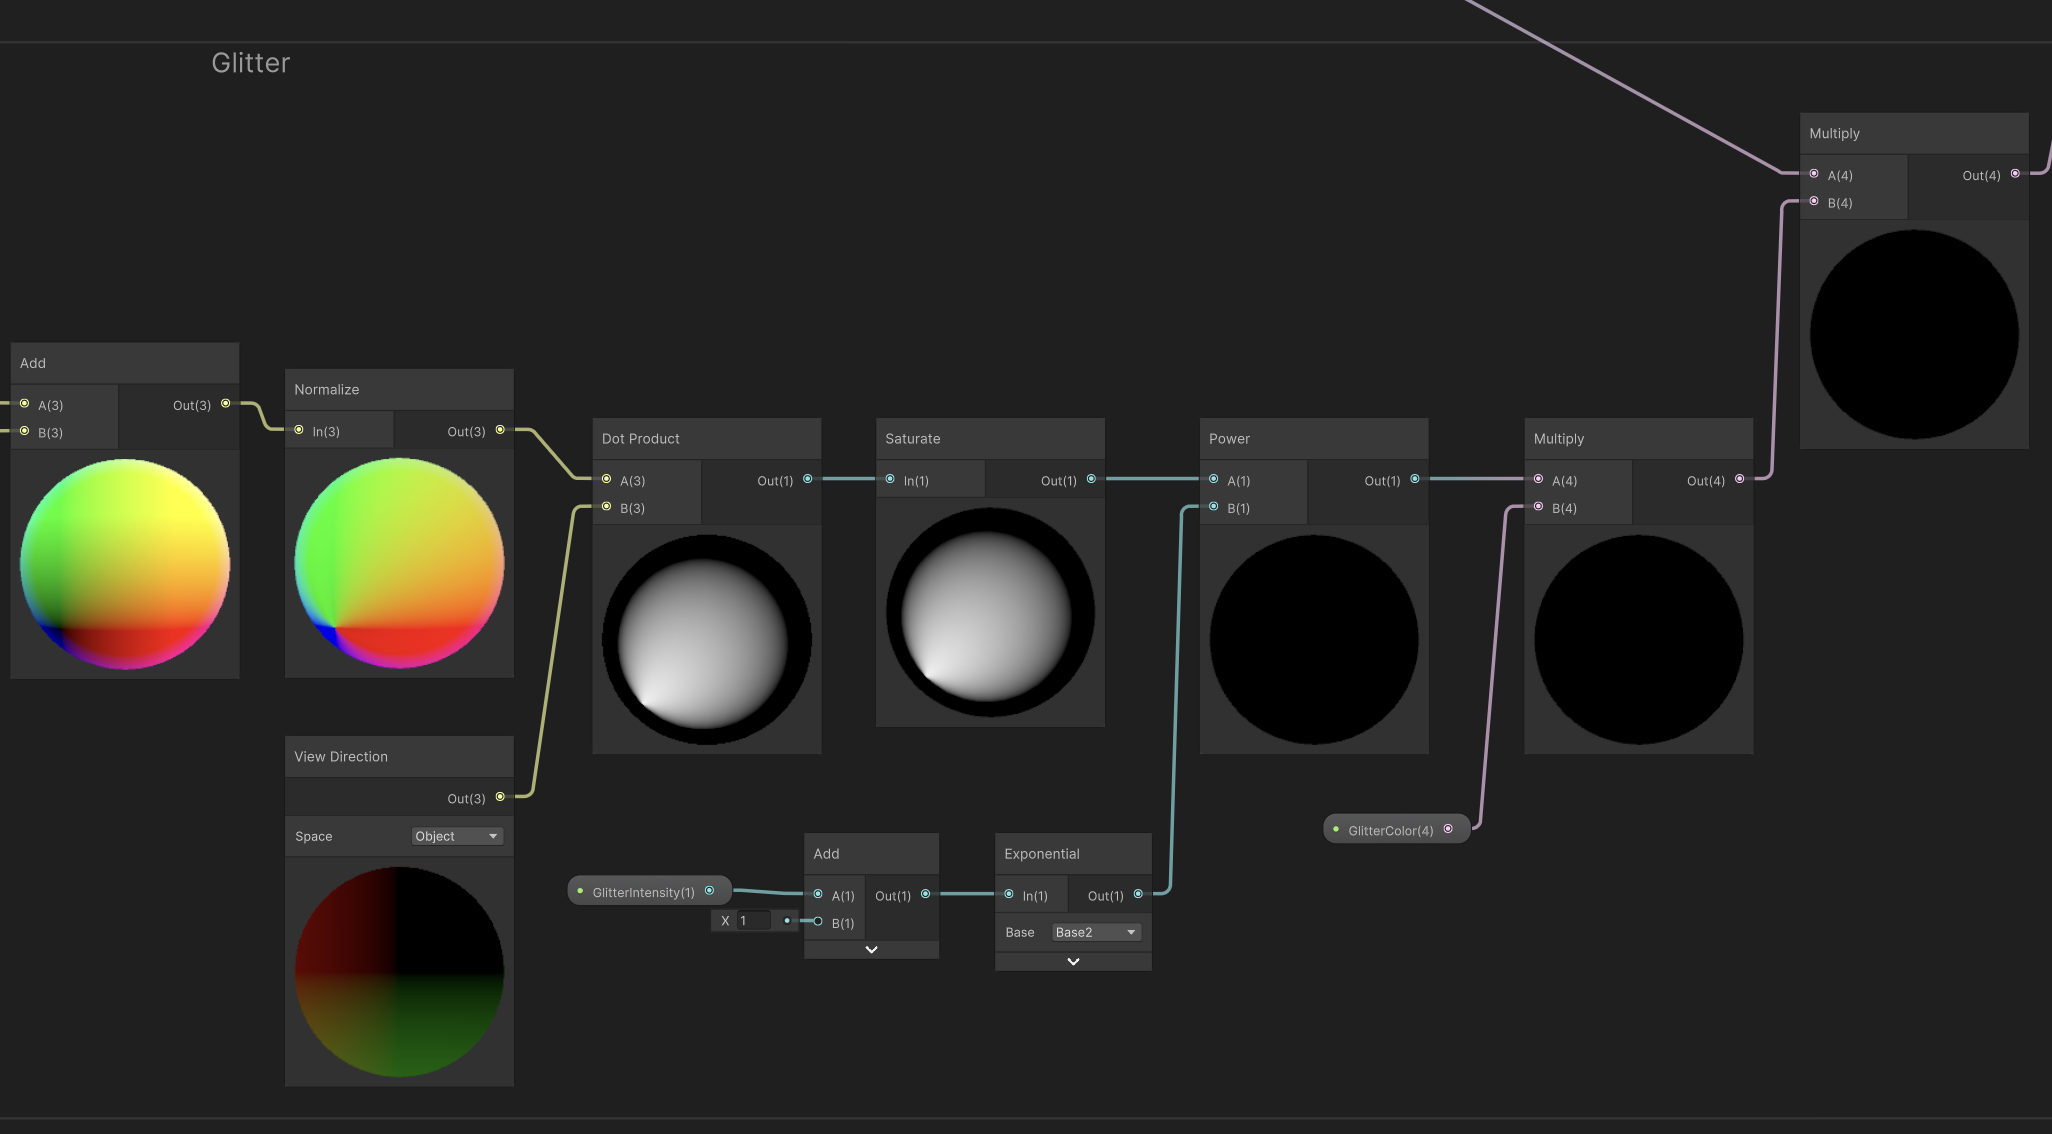 Glitter
Multiply
A(4) Out(4)
B(4)
Add
A(3) Out(3)
B(3)
Normalize
In(3) Out(3)
Dot Product
A(3) Out(1)
B(3)
Saturate
In(1) Out(1)
Power
A(1) Out(1)
B(1)
Multiply
A(4) Out(4)
B(4)
View Direction
Out(3)
Space Object
GlitterIntensity(1)
X 1
Add
A(1) Out(1)
B(1)
Exponential
In(1) Out(1)
Base Base2
GlitterColor(4)